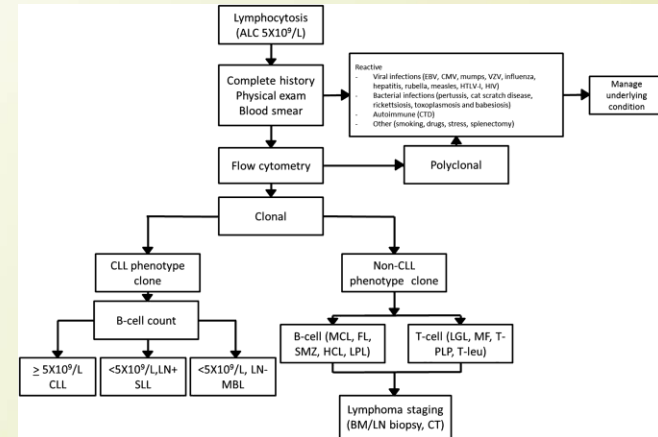 Lymphocytosis
(ALC 5X10⁹/L)
Complete history
Physical exam
Blood smear
Reactive
- Viral infections (EBV, CMV, mumps, VZV, influenza,
hepatitis, rubella, measles, HTLV-I, HIV)
- Bacterial infections (pertussis, cat scratch disease,
rickettsiosis, toxoplasmosis and babesiosis)
- Autoimmune (CTD)
- Other (smoking, drugs, stress, splenectomy)
Manage
underlying
condition
Flow cytometry
Polyclonal
Clonal
CLL phenotype
clone
Non-CLL
phenotype clone
B-cell count
B-cell (MCL, FL,
SMZ, HCL, LPL)
T-cell (LGL, MF, T-
PLP, T-leu)
≥ 5X10⁹/L
CLL
<5X10⁹/L,LN+
SLL
<5X10⁹/L, LN-
MBL
Lymphoma staging
(BM/LN biopsy, CT)